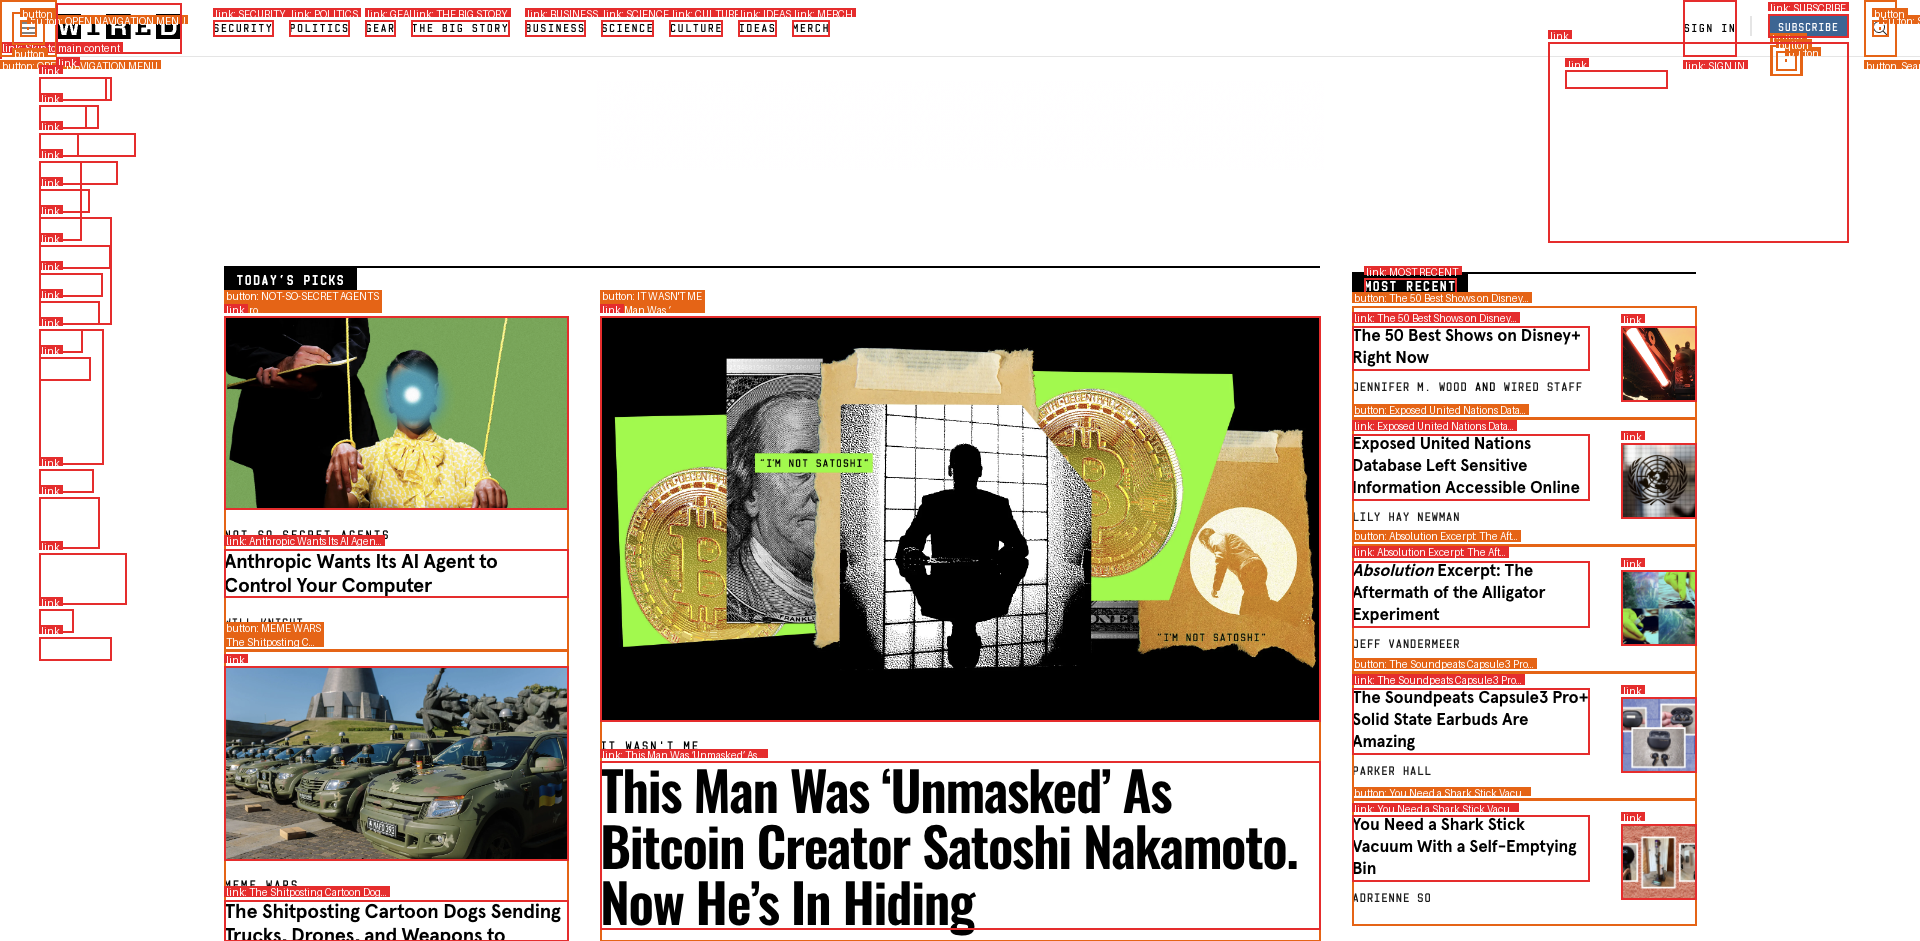 WIRED
SECURITY POLITICS GEAR THE BIG STORY BUSINESS SCIENCE CULTURE IDEAS MERCH
SIGN IN
SUBSCRIBE
button
button: OPEN NAVIGATION MENU
link: SECURITY
link: POLITICS
link: THE BIG STORY
link: BUSINESS
link: SCIENCE
link: CULTURE
link: IDEAS
link: MERCH
link: SUBSCRIBE
link: SIGN IN
main content
TODAY'S PICKS
button: NOT-SO-SECRET AGENTS
link
NOT-SO-SECRET AGENTS
link: Anthropic Wants Its AI Agen...
Anthropic Wants Its AI Agent to
Control Your Computer
WILL KNIGHT
button: MEME WARS
The Shitposting C...
link
MEME WARS
link: The Shitposting Cartoon Dog...
The Shitposting Cartoon Dogs Sending
Trucks, Drones, and Weapons to
button: IT WASN'T ME
link Man Was '
"I'M NOT SATOSHI"
"I'M NOT SATOSHI"
IT WASN'T ME
link: This Man Was 'Unmasked' As...
This Man Was ‘Unmasked’ As
Bitcoin Creator Satoshi Nakamoto.
Now He’s In Hiding
link: MOST RECENT
MOST RECENT
button: The 50 Best Shows on Disney...
link: The 50 Best Shows on Disney...
link
The 50 Best Shows on Disney+
Right Now
JENNIFER M. WOOD AND WIRED STAFF
button: Exposed United Nations Data...
link: Exposed United Nations Data...
link
Exposed United Nations
Database Left Sensitive
Information Accessible Online
LILY HAY NEWMAN
button: Absolution Excerpt: The Aft...
link: Absolution Excerpt: The Aft...
link
Absolution Excerpt: The
Aftermath of the Alligator
Experiment
JEFF VANDERMEER
button: The Soundpeats Capsule3 Pro...
link: The Soundpeats Capsule3 Pro...
link
The Soundpeats Capsule3 Pro+
Solid State Earbuds Are
Amazing
PARKER HALL
button: You Need a Shark Stick Vacu...
link: You Need a Shark Stick Vacu...
link
You Need a Shark Stick
Vacuum With a Self-Emptying
Bin
ADRIENNE SO